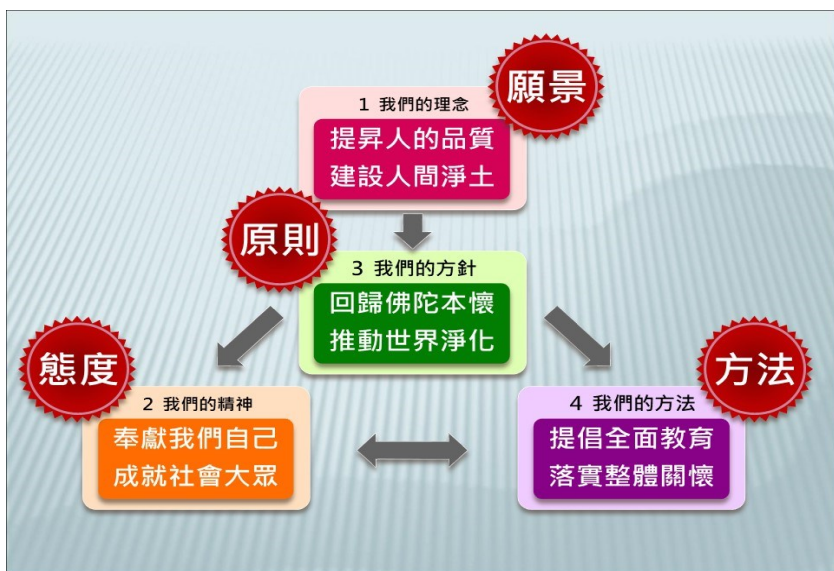 願景
1 我們的理念
提昇人的品質
建設人間淨土
原則
3 我們的方針
回歸佛陀本懷
推動世界淨化
態度
2 我們的精神
奉獻我們自己
成就社會大眾
方法
4 我們的方法
提倡全面教育
落實整體關懷